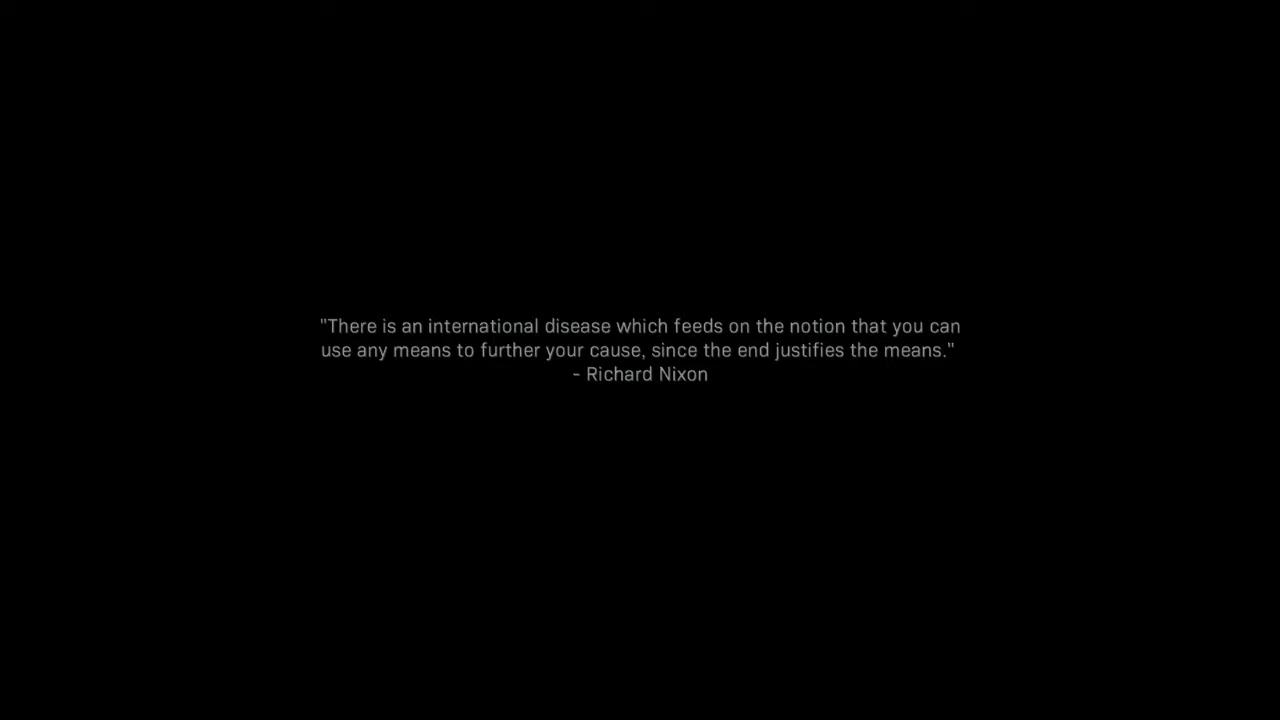 "There is an international disease which feeds on the notion that you can
use any means to further your cause, since the end justifies the means."
- Richard Nixon